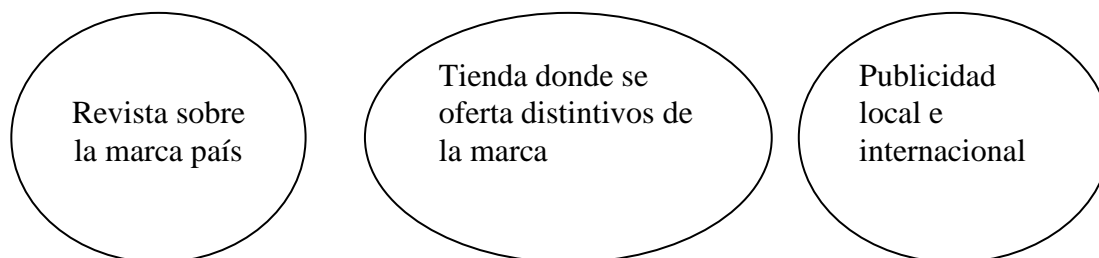 Revista sobre
la marca país
Tienda donde se
oferta distintivos de
la marca
Publicidad
local e
internacional